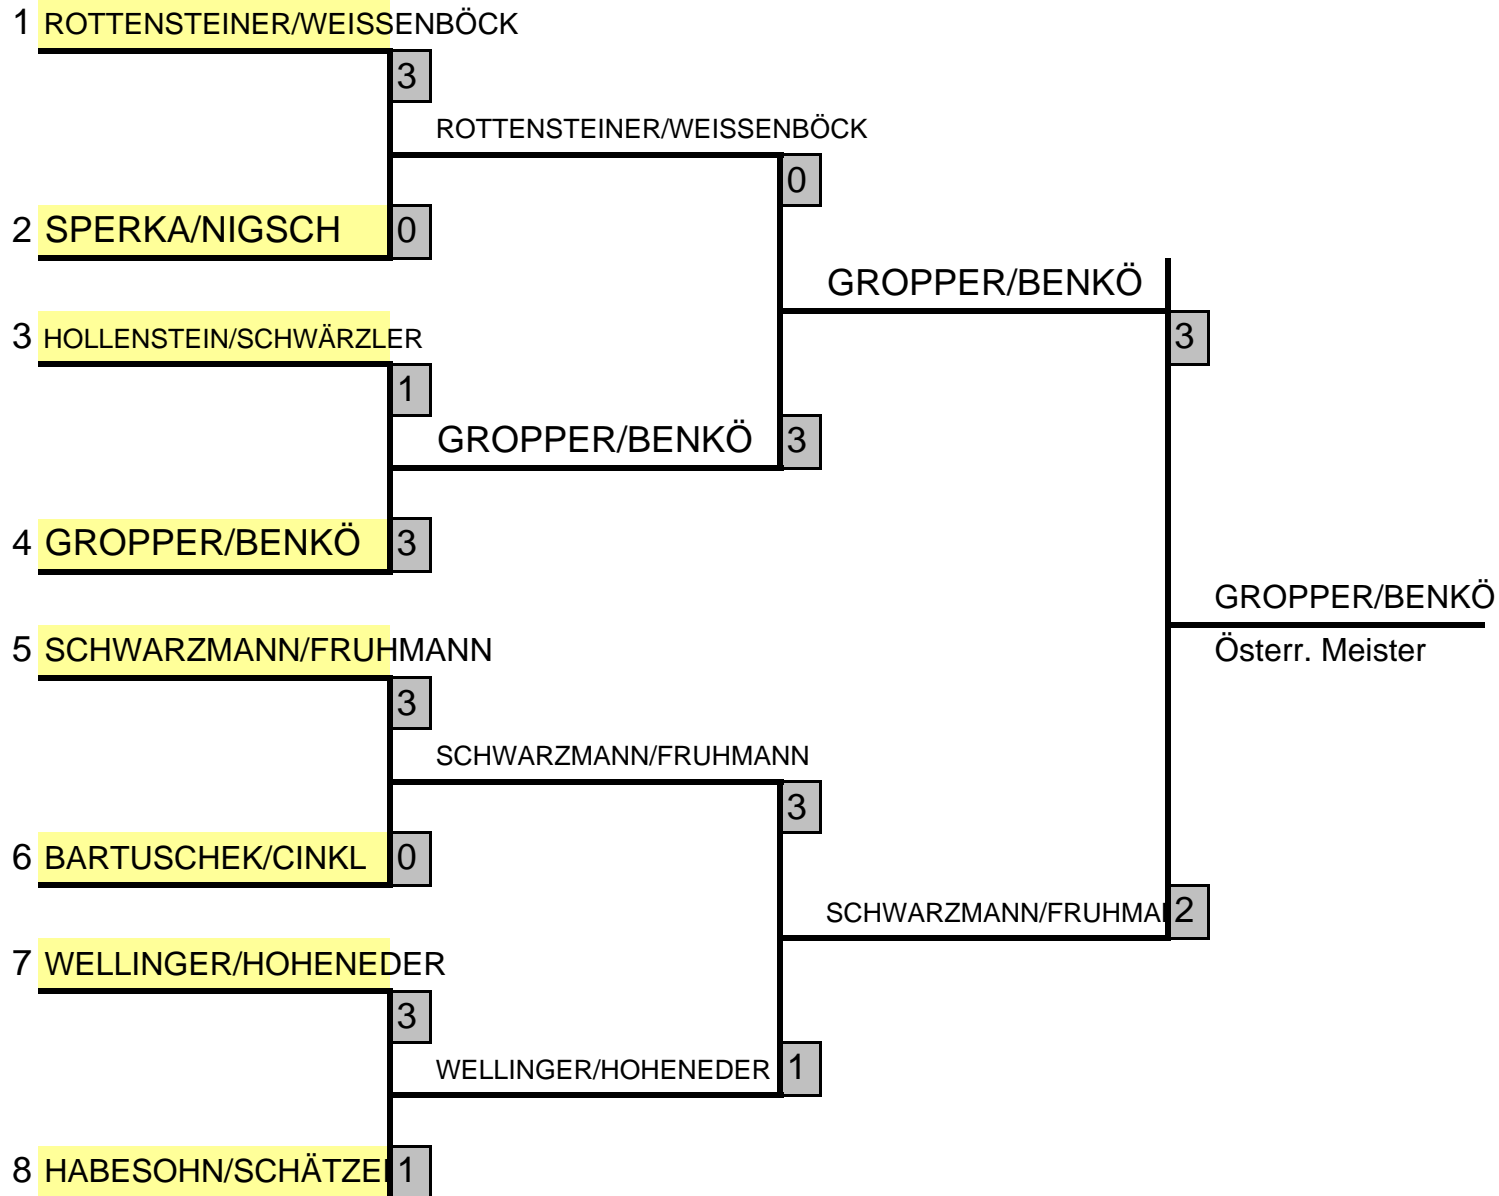 1 ROTTENSTEINER/WEISSENBÖCK
3
ROTTENSTEINER/WEISSENBÖCK
0
2 SPERKA/NIGSCH 0
GROPPER/BENKÖ
3 HOLLENSTEIN/SCHWÄRZLER
3
1
GROPPER/BENKÖ 3
4 GROPPER/BENKÖ 3
GROPPER/BENKÖ
5 SCHWARZMANN/FRUHMANN
Österr. Meister
3
SCHWARZMANN/FRUHMANN
3
6 BARTUSCHEK/CINKL 0
SCHWARZMANN/FRUHMA 2
7 WELLINGER/HOHENEDER
3
WELLINGER/HOHENEDER 1
8 HABESOHN/SCHÄTZE 1